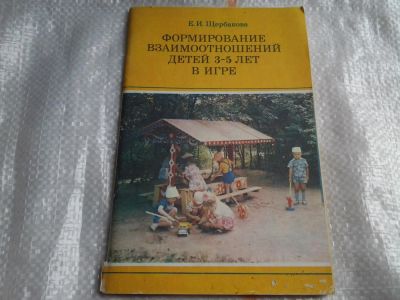 Е. И. Щербакова
ФОРМИРОВАНИЕ
ВЗАИМООТНОШЕНИЙ
ДЕТЕЙ 3-5 ЛЕТ
В ИГРЕ